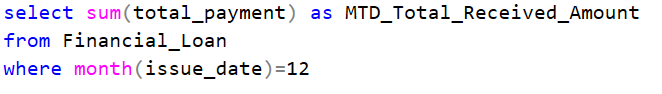 select sum(total_payment) as MTD_Total_Received_Amount
from Financial_Loan
where month(issue_date)=12